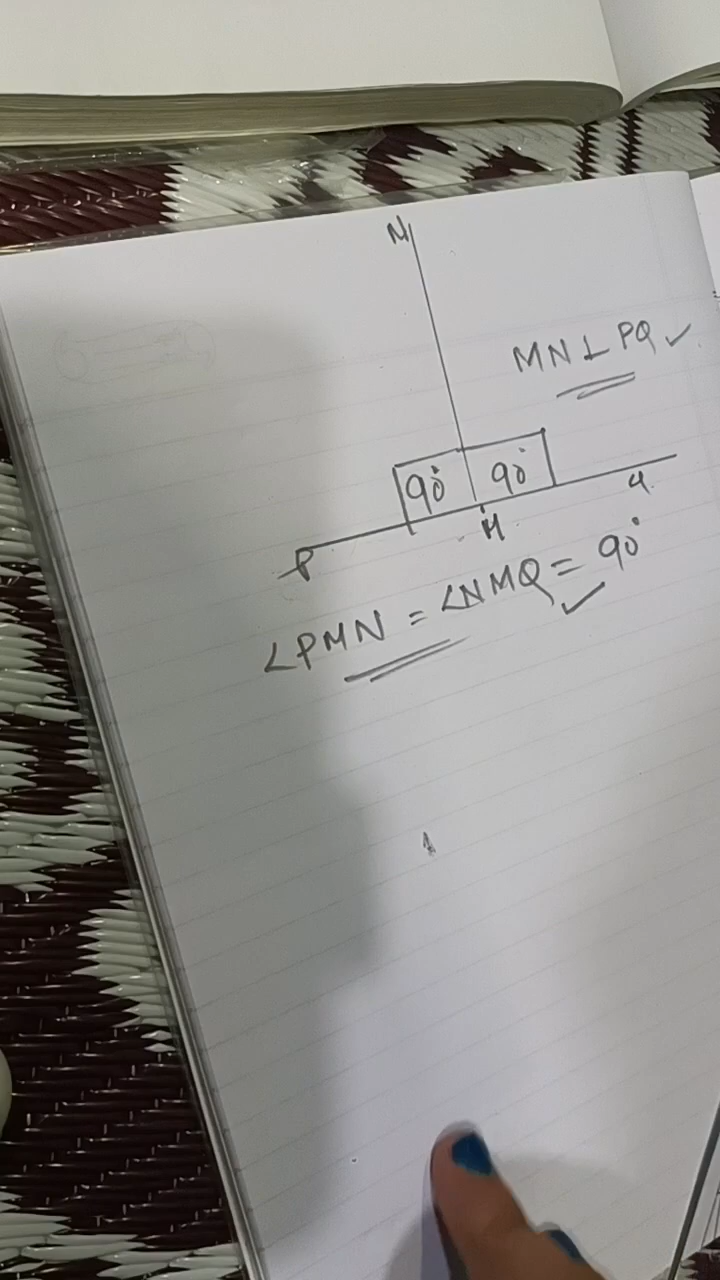 N
MN ⊥ PQ ✓
90° 90°
P M Q
∠PMN = ∠NMQ = 90° ✓